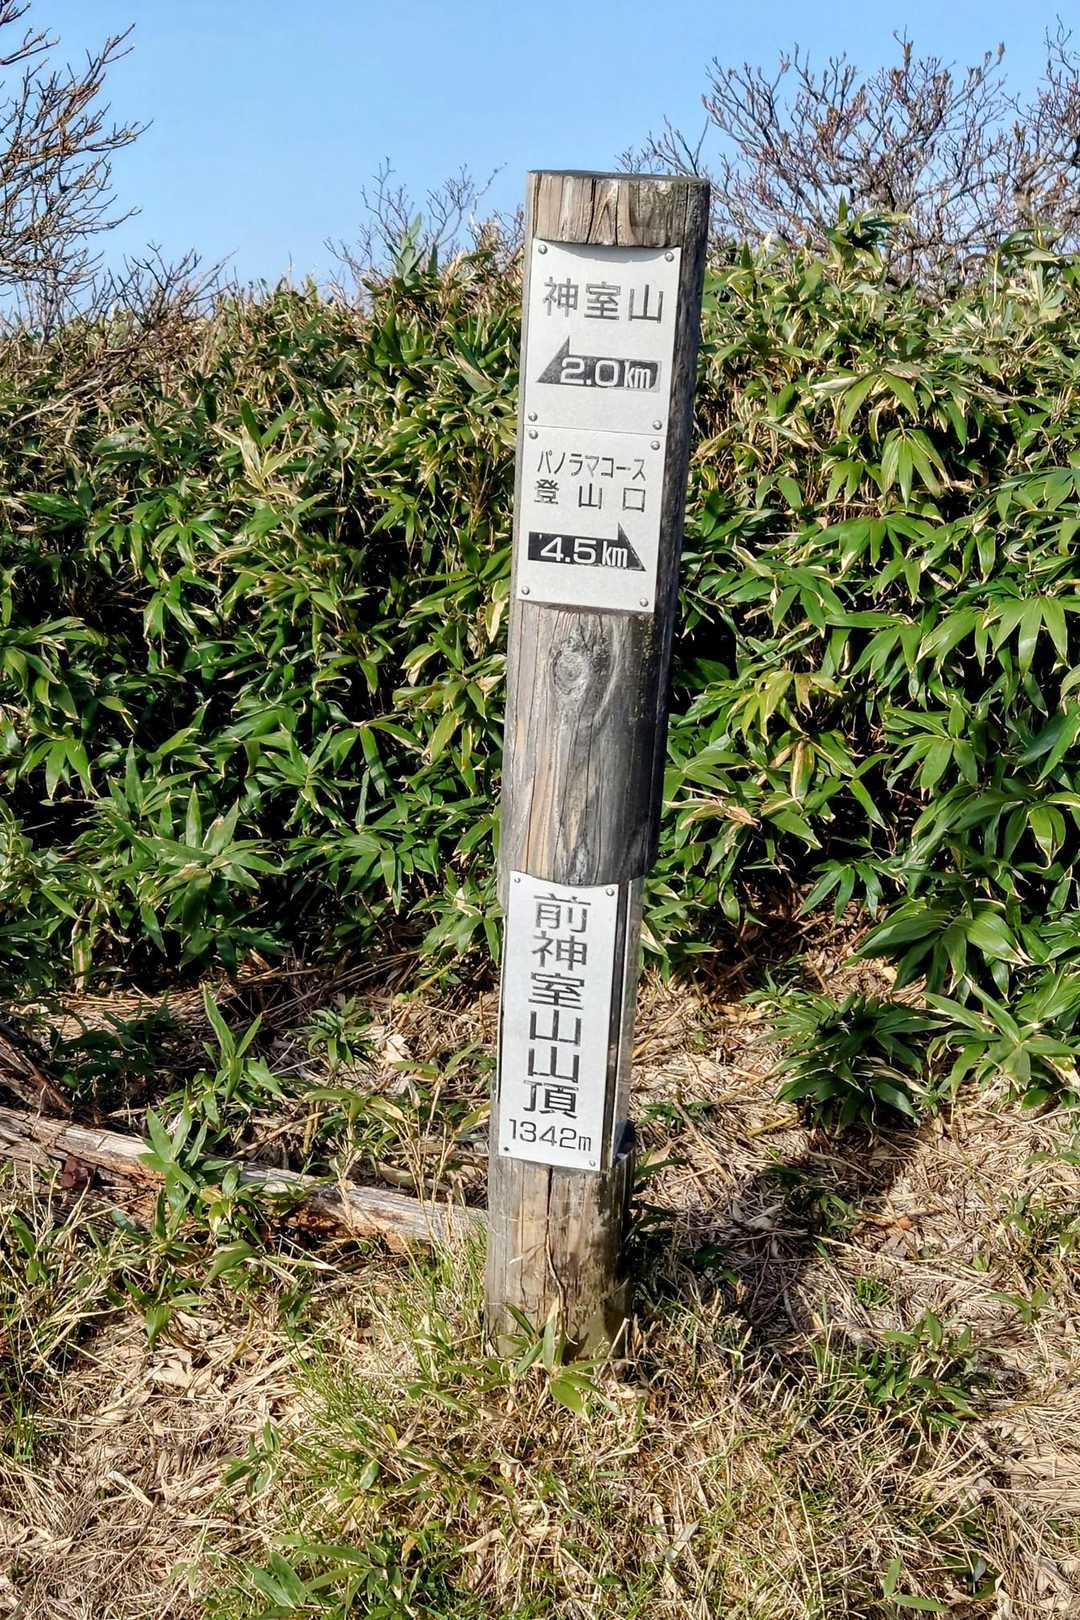 神室山
2.0km
パノラマコース
登山口
4.5km
前神室山山頂
1342m